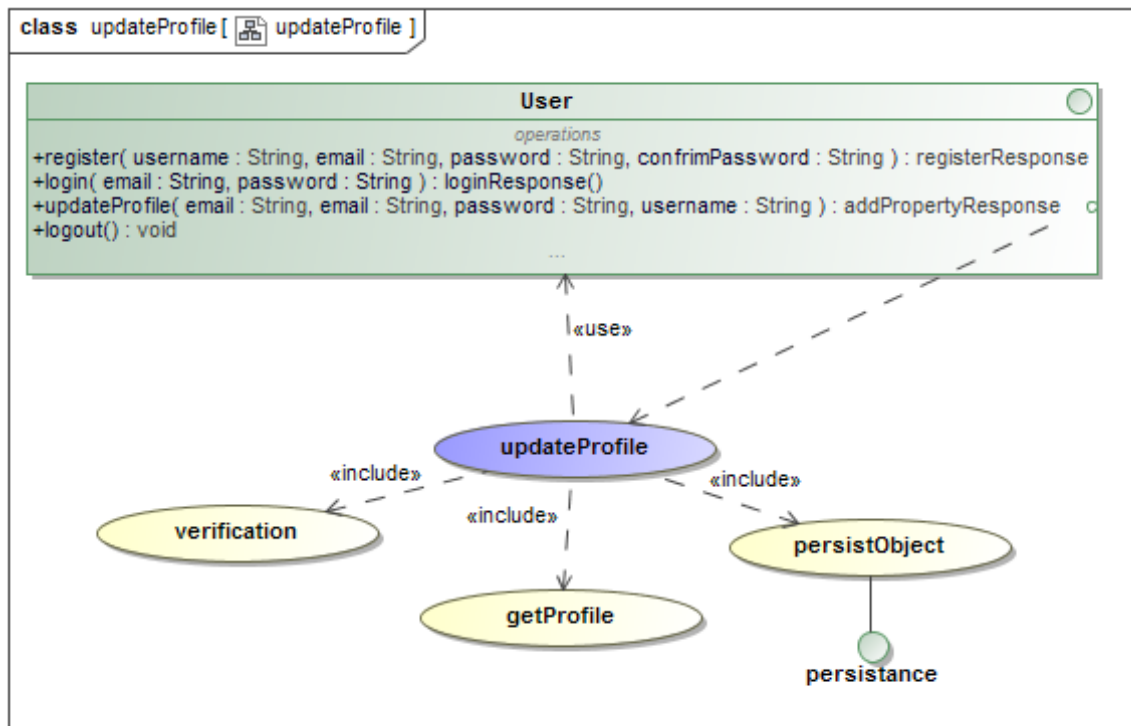 class updateProfile [ updateProfile ]
User
operations
+register( username : String, email : String, password : String, confrimPassword : String ) : registerResponse
+login( email : String, password : String ) : loginResponse()
+updateProfile( email : String, email : String, password : String, username : String ) : addPropertyResponse
+logout() : void
...
«use»
updateProfile
«include»
«include»
«include»
verification
persistObject
getProfile
persistance